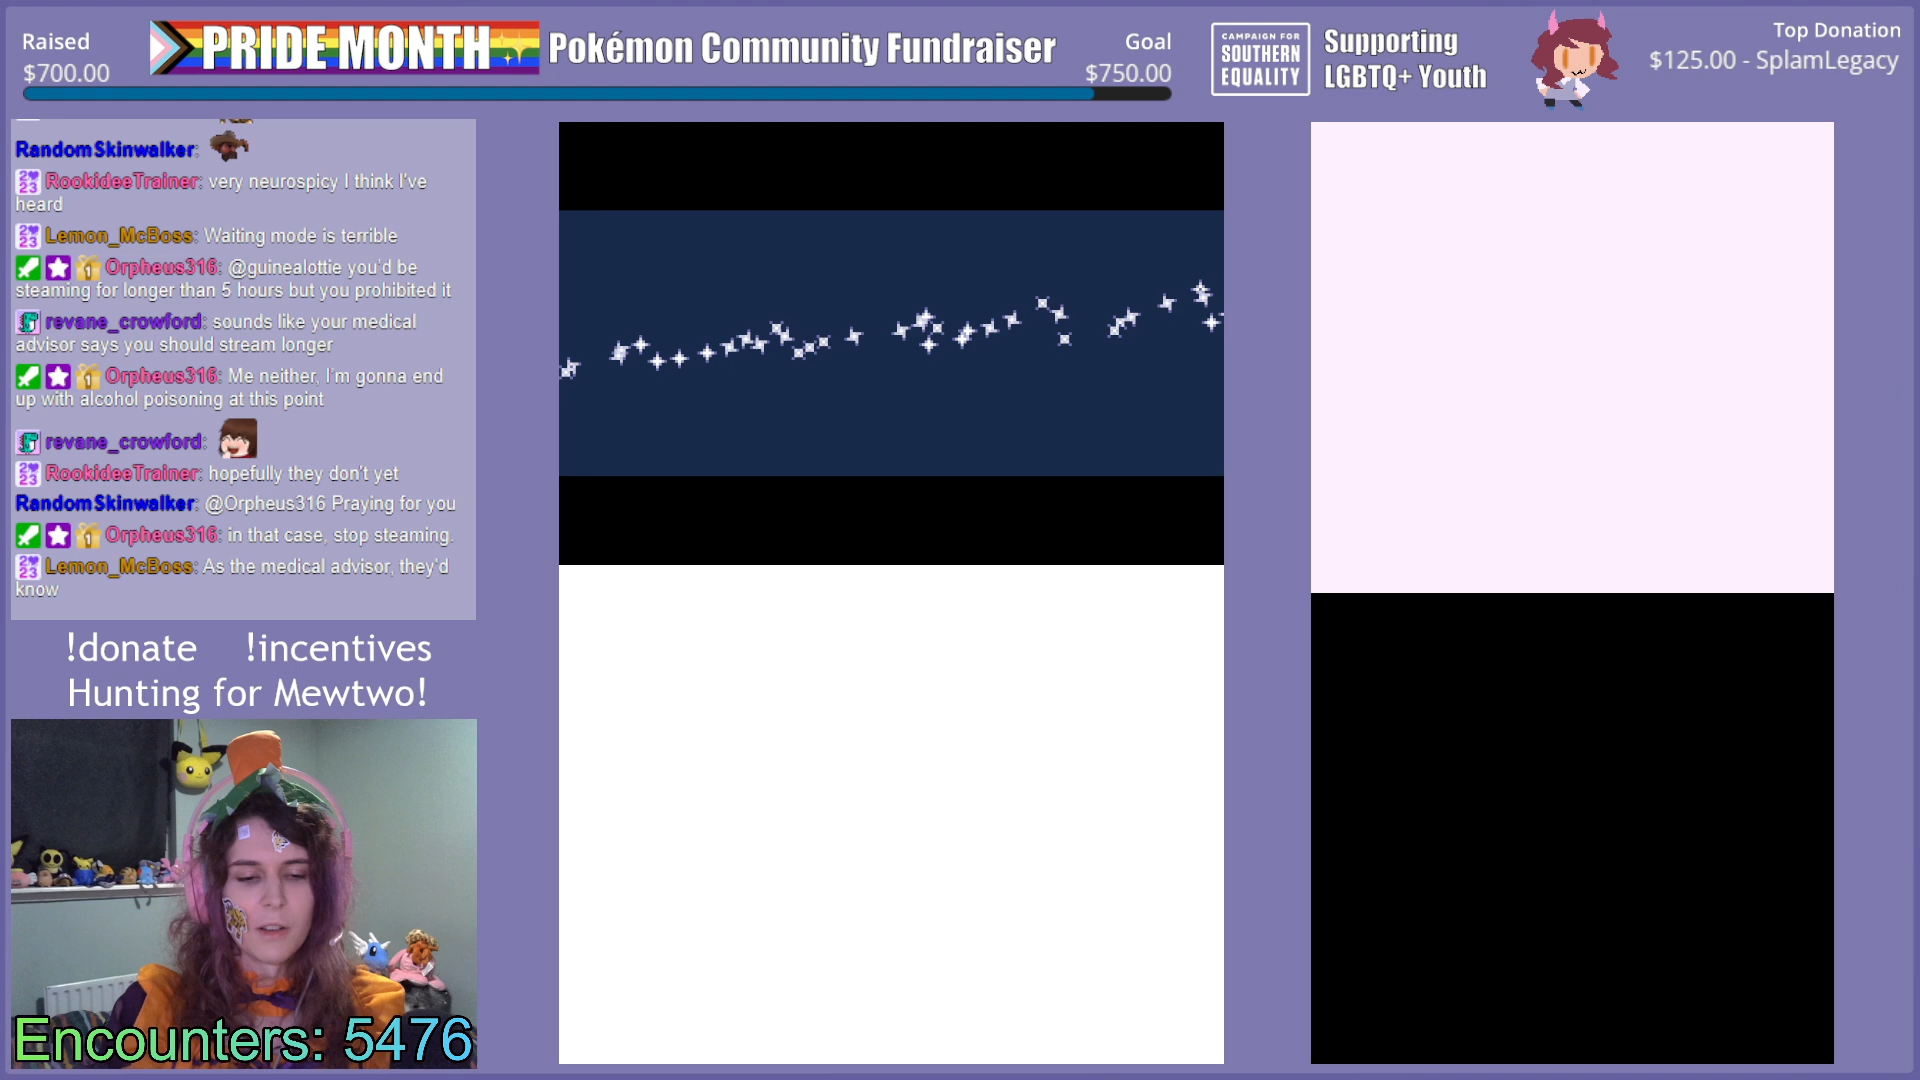 Raised
$700.00
PRIDE MONTH
Pokémon Community Fundraiser
Goal
$750.00
CAMPAIGN FOR
SOUTHERN
EQUALITY
Supporting
LGBTQ+ Youth
Top Donation
$125.00 - SplamLegacy
RandomSkinwalker:
RookideeTrainer: very neurospicy I think I've
heard
Lemon_McBoss: Waiting mode is terrible
Orpheus316: @guinealottie you'd be
steaming for longer than 5 hours but you prohibited it
revane_crowford: sounds like your medical
advisor says you should stream longer
Orpheus316: Me neither, I'm gonna end
up with alcohol poisoning at this point
revane_crowford:
RookideeTrainer: hopefully they don't yet
RandomSkinwalker: @Orpheus316 Praying for you
Orpheus316: in that case, stop steaming.
Lemon_McBoss: As the medical advisor, they'd
know
!donate !incentives
Hunting for Mewtwo!
Encounters: 5476